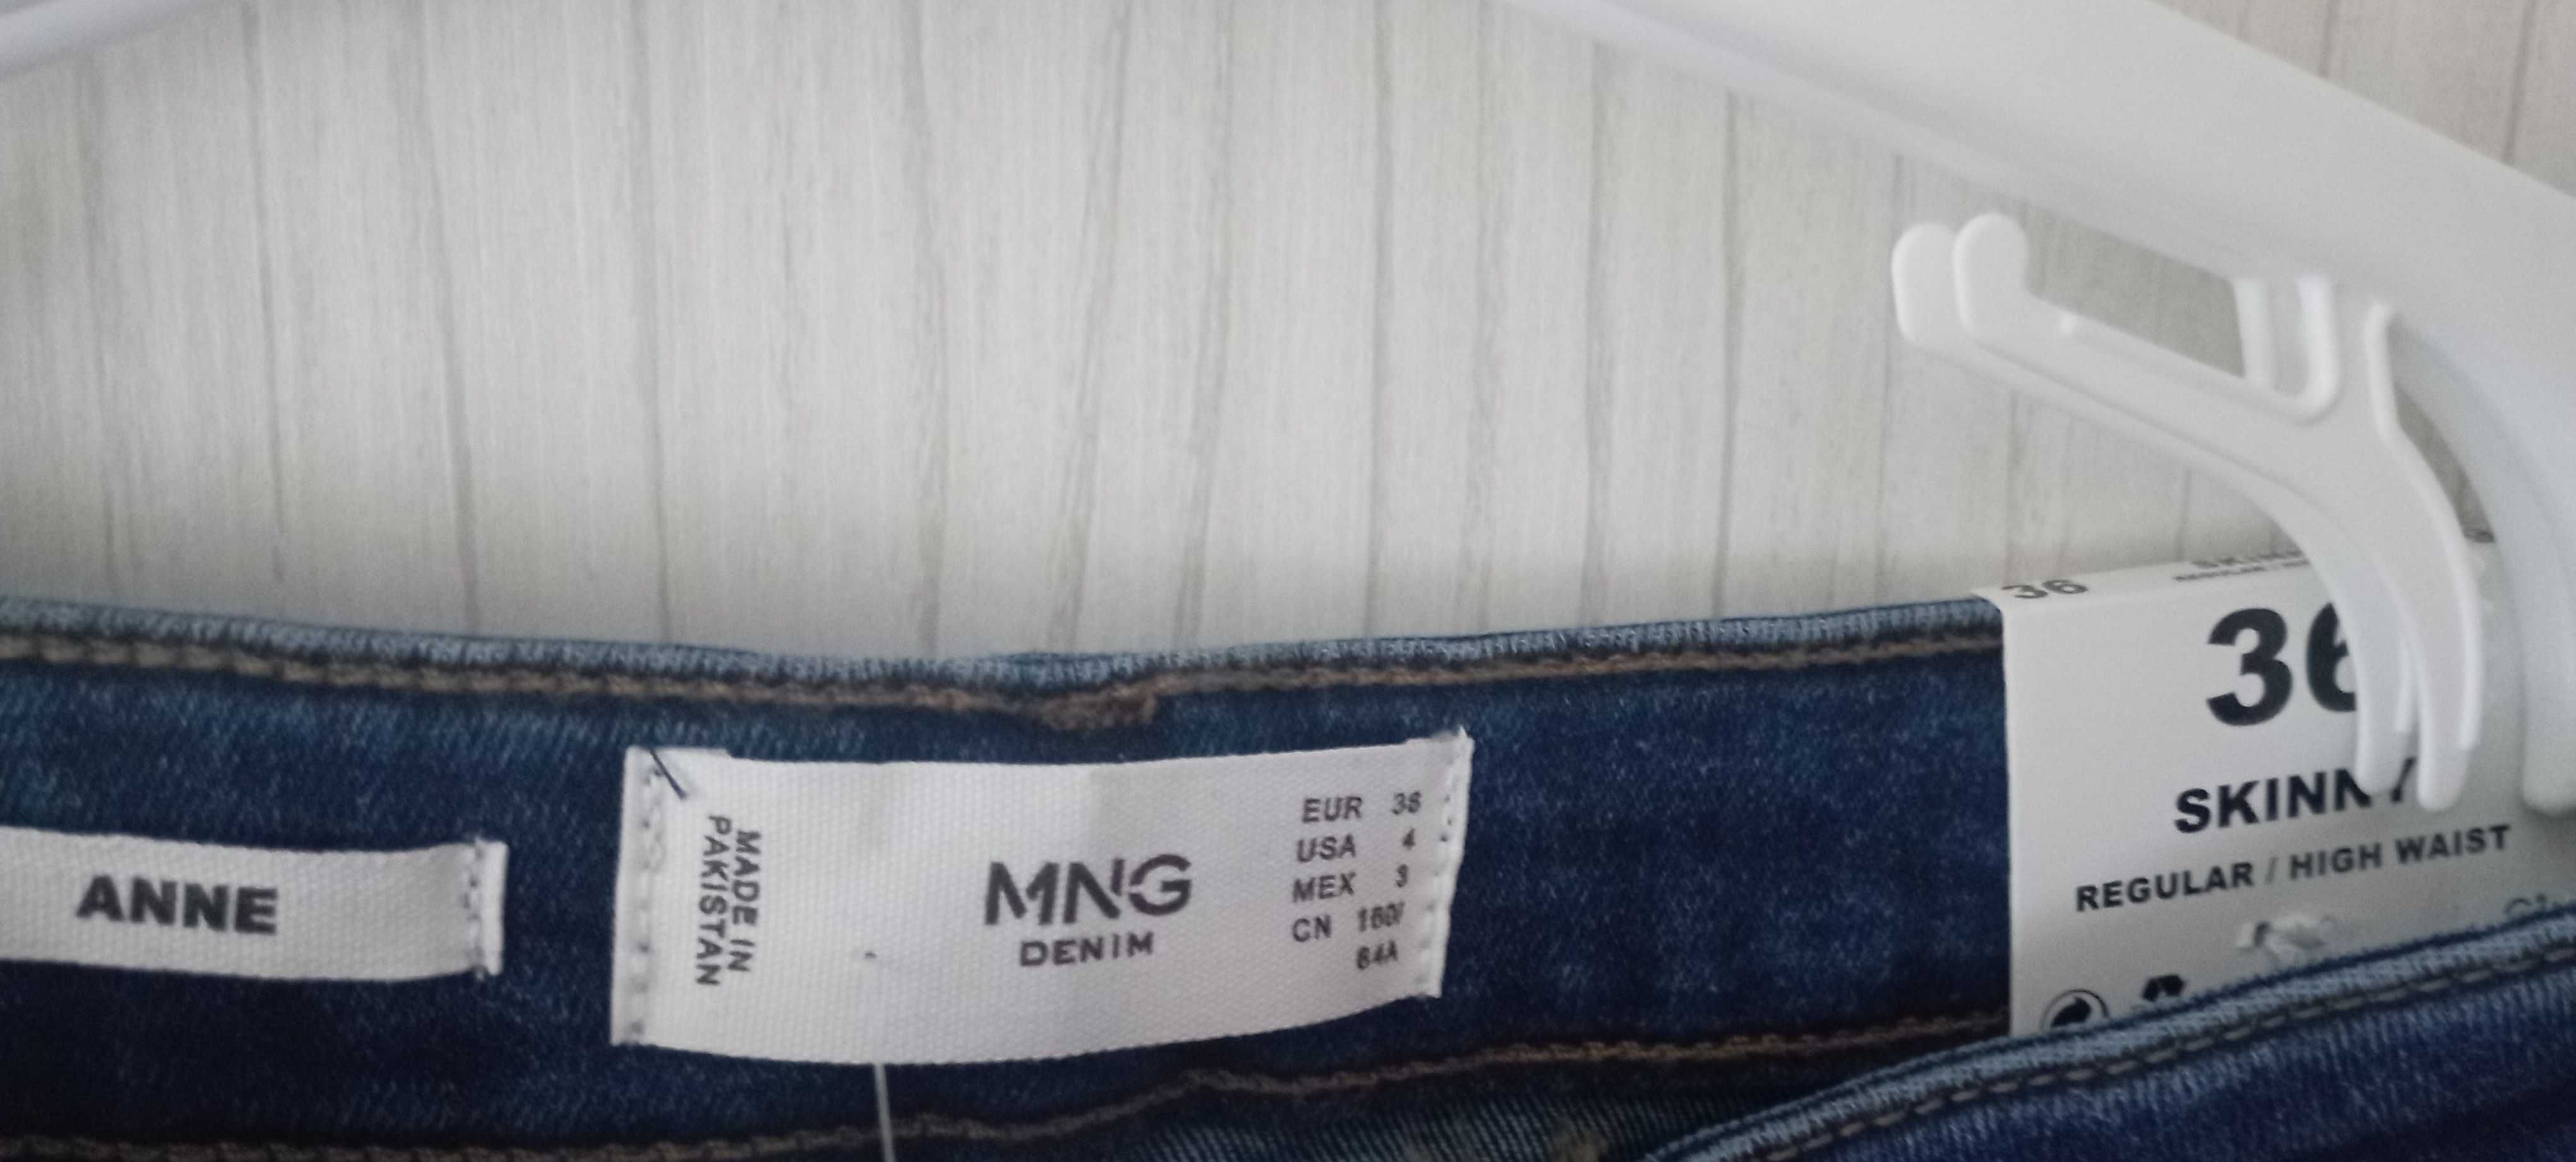 36
36
SKINNY
REGULAR / HIGH WAIST
ANNE
MADE IN
PAKISTAN
MNG
DENIM
EUR 36
USA 4
MEX 3
CN 160/
64A